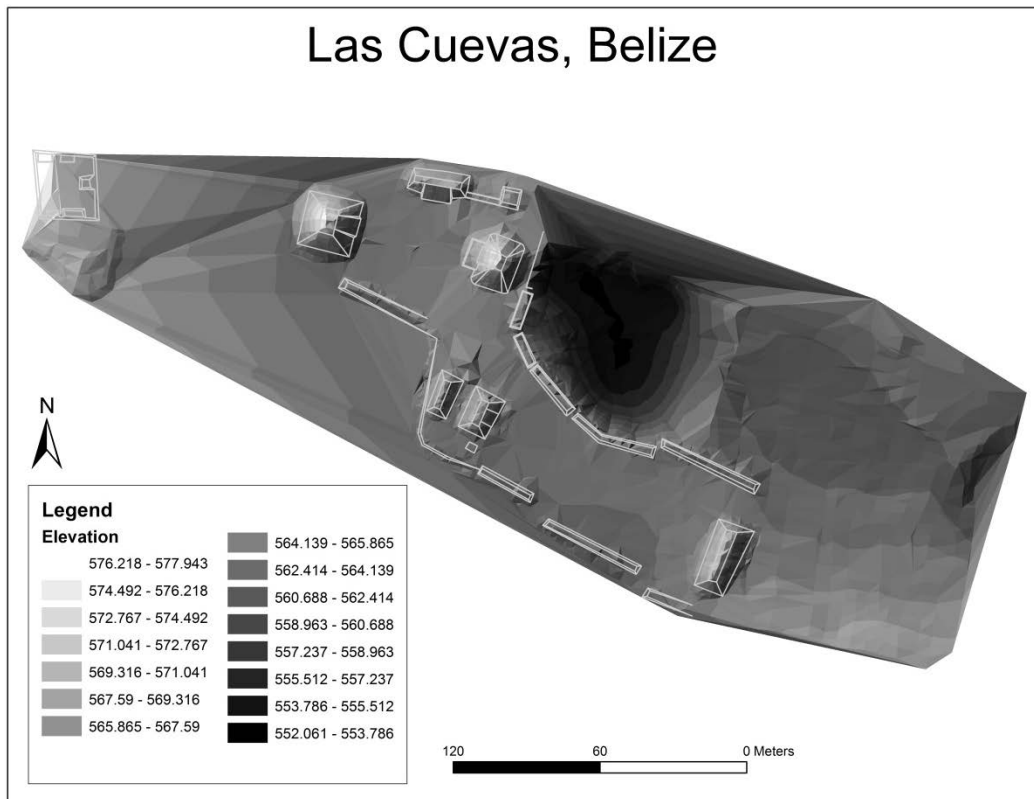 Las Cuevas, Belize
N
Legend
Elevation
576.218 - 577.943
574.492 - 576.218
572.767 - 574.492
571.041 - 572.767
569.316 - 571.041
567.59 - 569.316
565.865 - 567.59
564.139 - 565.865
562.414 - 564.139
560.688 - 562.414
558.963 - 560.688
557.237 - 558.963
555.512 - 557.237
553.786 - 555.512
552.061 - 553.786
120 60 0 Meters